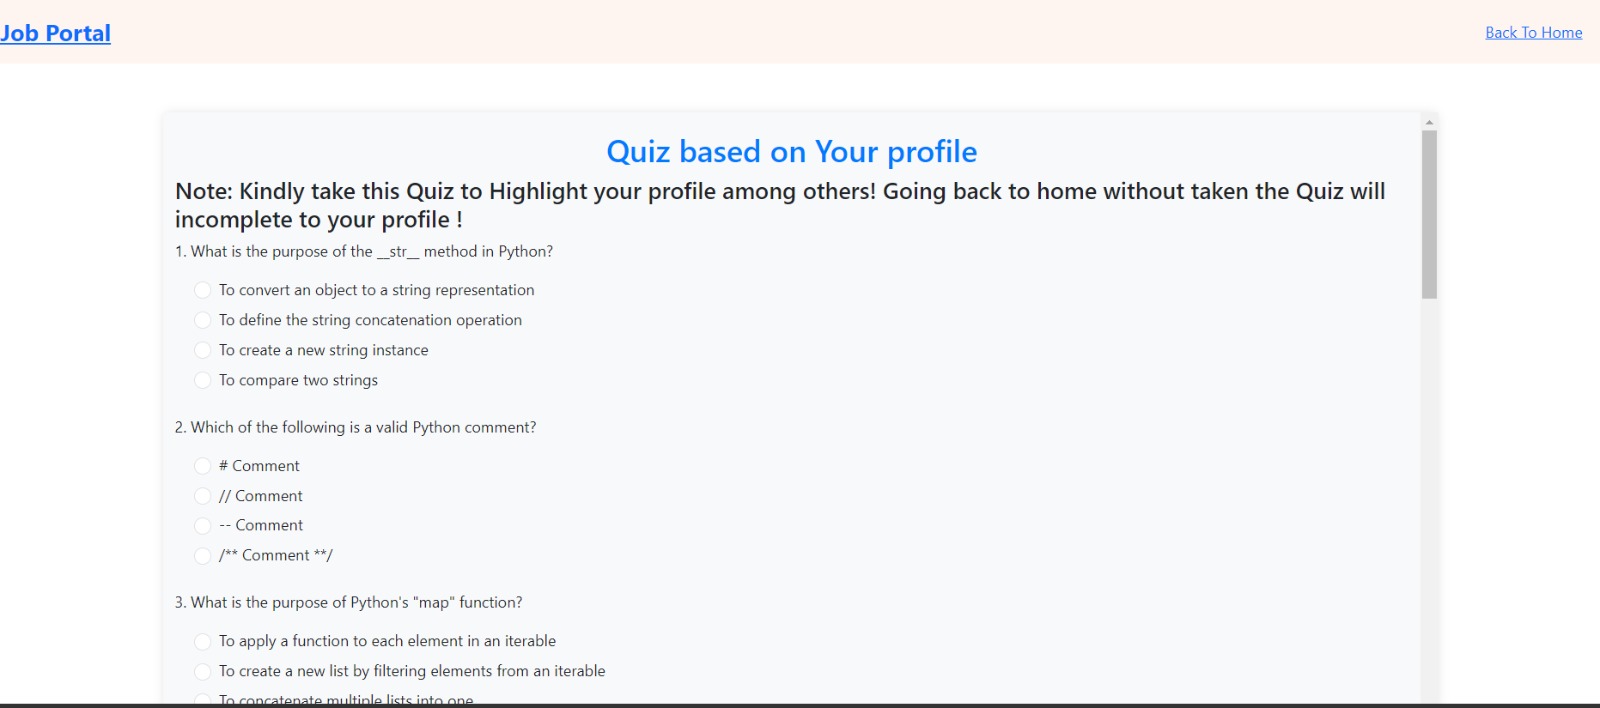 Job Portal
Back To Home
Quiz based on Your profile
Note: Kindly take this Quiz to Highlight your profile among others! Going back to home without taken the Quiz will
incomplete to your profile !
1. What is the purpose of the __str__ method in Python?
To convert an object to a string representation
To define the string concatenation operation
To create a new string instance
To compare two strings
2. Which of the following is a valid Python comment?
# Comment
// Comment
-- Comment
/** Comment **/
3. What is the purpose of Python's "map" function?
To apply a function to each element in an iterable
To create a new list by filtering elements from an iterable
To concatenate multiple lists into one